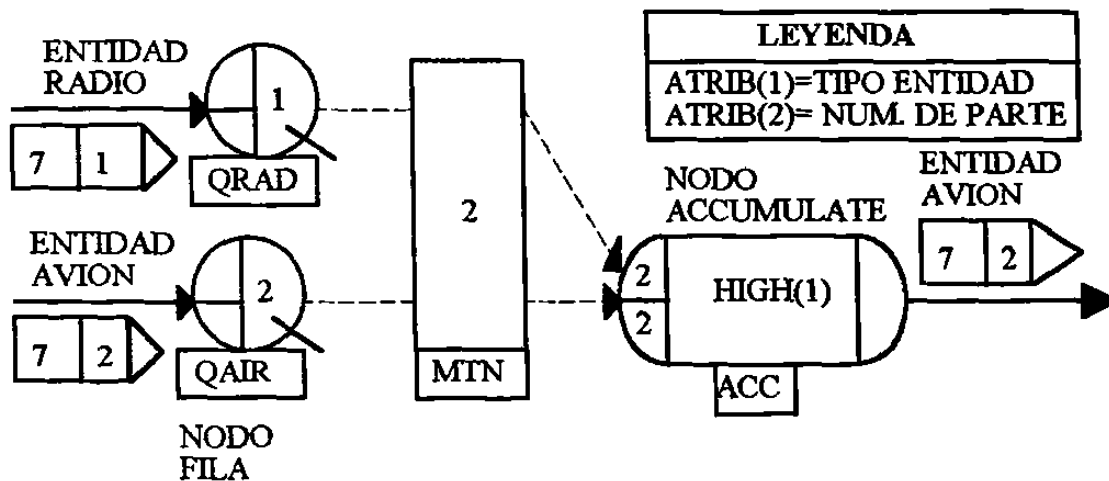 ENTIDAD
RADIO
1
7 1
QRAD
ENTIDAD
AVION
2
7 2
QAIR
NODO
FILA
2
MTN
LEYENDA
ATRIB(1)=TIPO ENTIDAD
ATRIB(2)= NUM. DE PARTE
NODO
ACCUMULATE
2
2
HIGH(1)
ACC
ENTIDAD
AVION
7 2